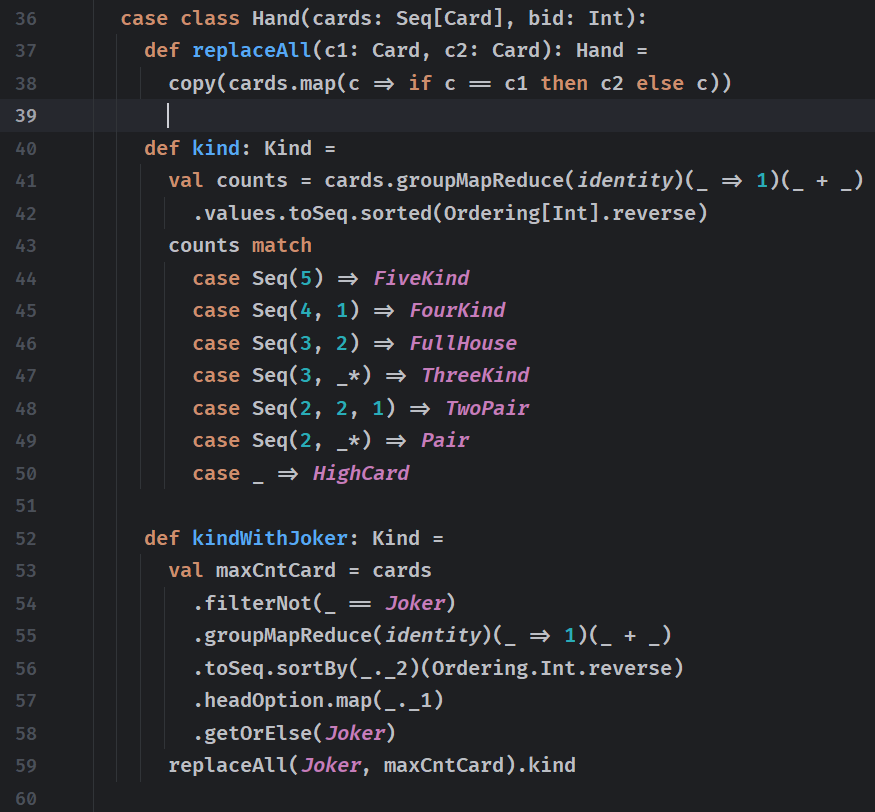 36 case class Hand(cards: Seq[Card], bid: Int):
37   def replaceAll(c1: Card, c2: Card): Hand =
38     copy(cards.map(c => if c == c1 then c2 else c))
39
40   def kind: Kind =
41     val counts = cards.groupMapReduce(identity)(_ => 1)(_ + _)
42       .values.toSeq.sorted(Ordering[Int].reverse)
43     counts match
44       case Seq(5) => FiveKind
45       case Seq(4, 1) => FourKind
46       case Seq(3, 2) => FullHouse
47       case Seq(3, _*) => ThreeKind
48       case Seq(2, 2, 1) => TwoPair
49       case Seq(2, _*) => Pair
50       case _ => HighCard
51
52   def kindWithJoker: Kind =
53     val maxCntCard = cards
54       .filterNot(_ == Joker)
55       .groupMapReduce(identity)(_ => 1)(_ + _)
56       .toSeq.sortBy(_._2)(Ordering.Int.reverse)
57       .headOption.map(_._1)
58       .getOrElse(Joker)
59     replaceAll(Joker, maxCntCard).kind
60